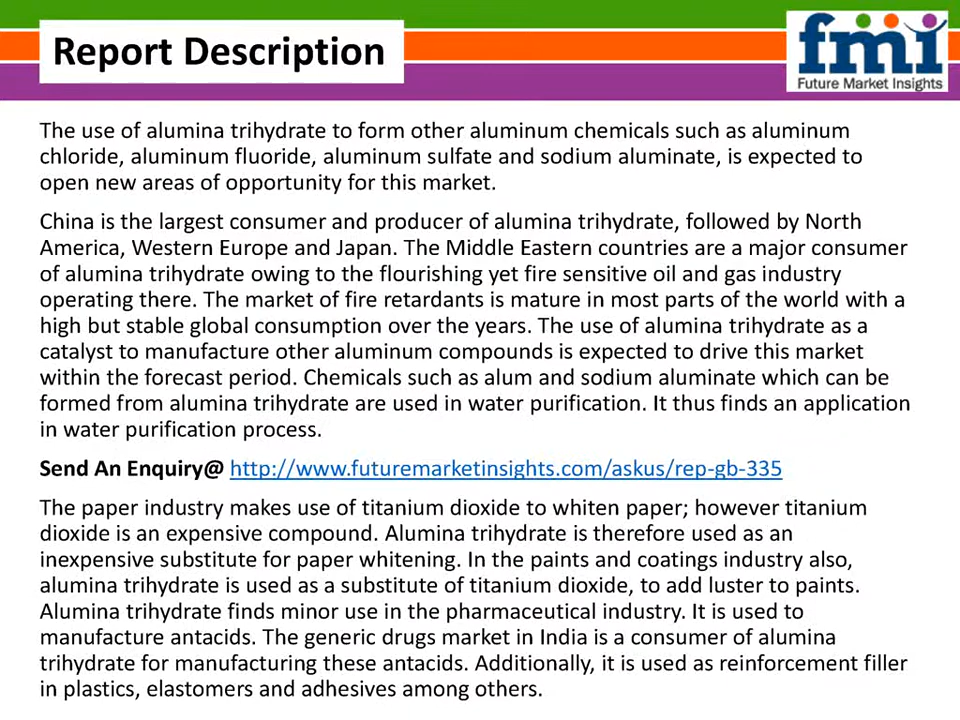 Report Description
fmi
Future Market Insights
The use of alumina trihydrate to form other aluminum chemicals such as aluminum
chloride, aluminum fluoride, aluminum sulfate and sodium aluminate, is expected to
open new areas of opportunity for this market.
China is the largest consumer and producer of alumina trihydrate, followed by North
America, Western Europe and Japan. The Middle Eastern countries are a major consumer
of alumina trihydrate owing to the flourishing yet fire sensitive oil and gas industry
operating there. The market of fire retardants is mature in most parts of the world with a
high but stable global consumption over the years. The use of alumina trihydrate as a
catalyst to manufacture other aluminum compounds is expected to drive this market
within the forecast period. Chemicals such as alum and sodium aluminate which can be
formed from alumina trihydrate are used in water purification. It thus finds an application
in water purification process.
Send An Enquiry@ http://www.futuremarketinsights.com/askus/rep-gb-335
The paper industry makes use of titanium dioxide to whiten paper; however titanium
dioxide is an expensive compound. Alumina trihydrate is therefore used as an
inexpensive substitute for paper whitening. In the paints and coatings industry also,
alumina trihydrate is used as a substitute of titanium dioxide, to add luster to paints.
Alumina trihydrate finds minor use in the pharmaceutical industry. It is used to
manufacture antacids. The generic drugs market in India is a consumer of alumina
trihydrate for manufacturing these antacids. Additionally, it is used as reinforcement filler
in plastics, elastomers and adhesives among others.